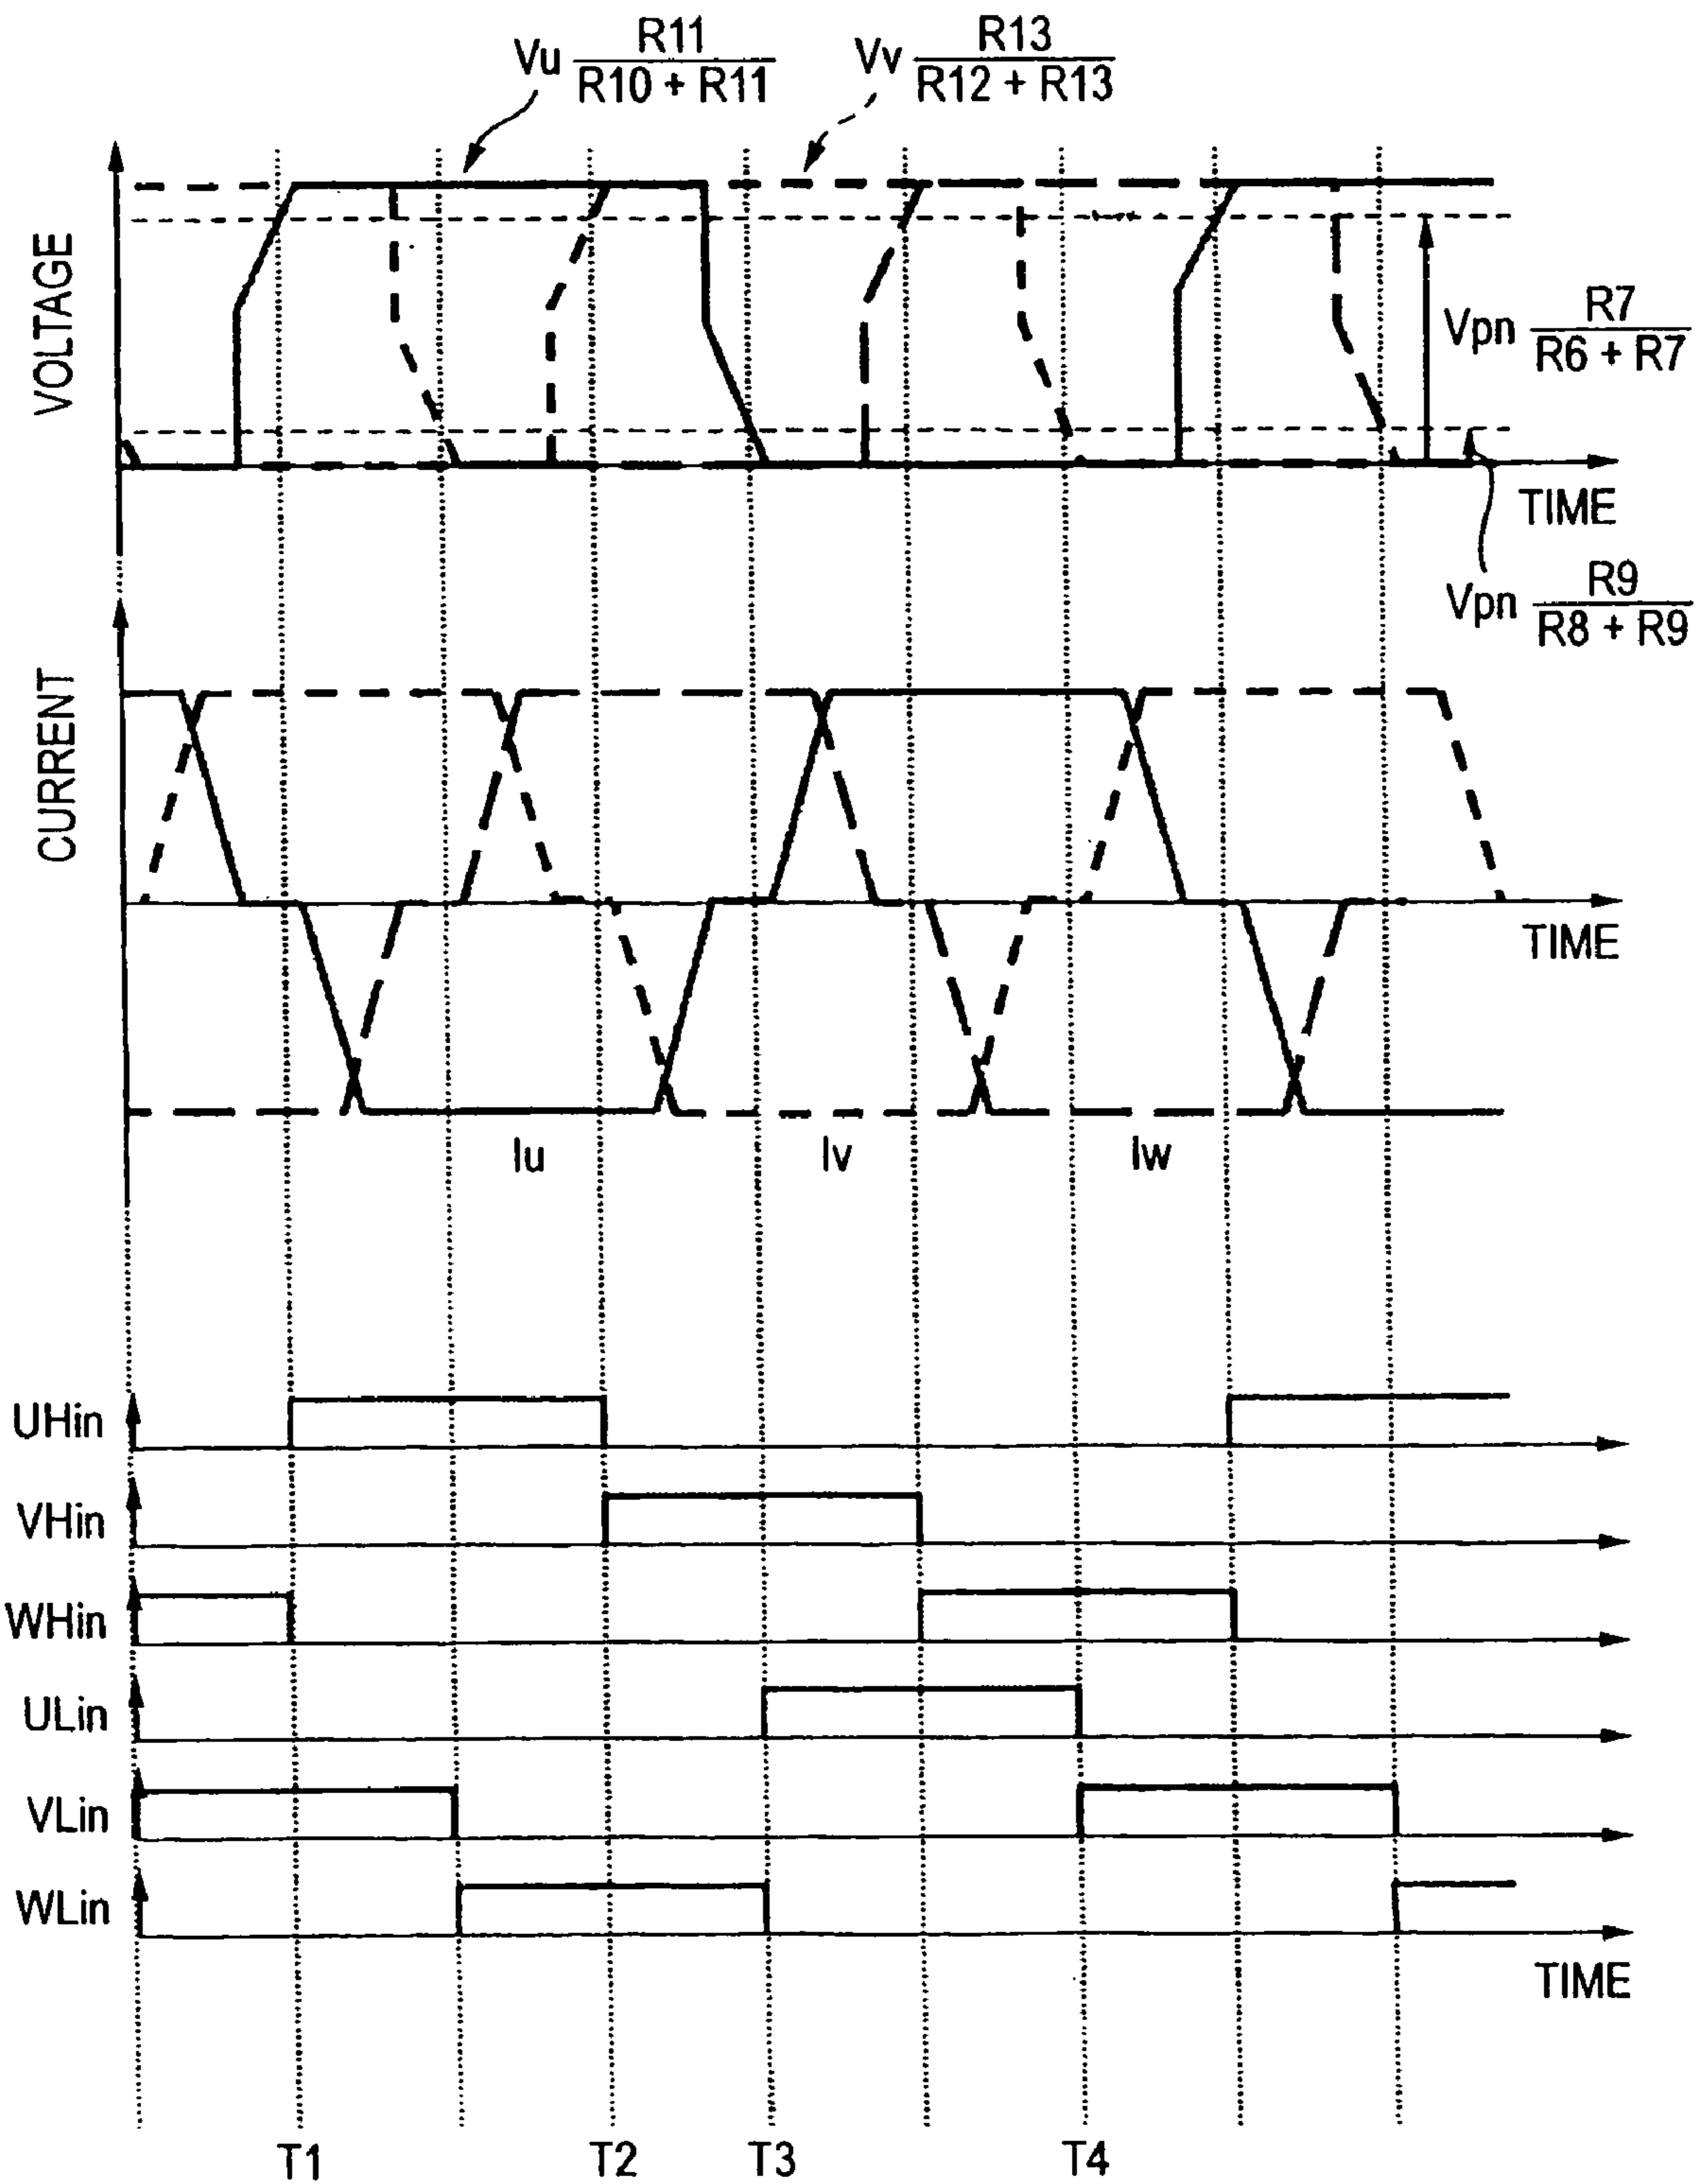 Vu R11 / R10 + R11
Vv R13 / R12 + R13
VOLTAGE
Vpn R7 / R6 + R7
TIME
Vpn R9 / R8 + R9
CURRENT
TIME
Iu
Iv
Iw
UHin
VHin
WHin
ULin
VLin
WLin
TIME
T1
T2
T3
T4